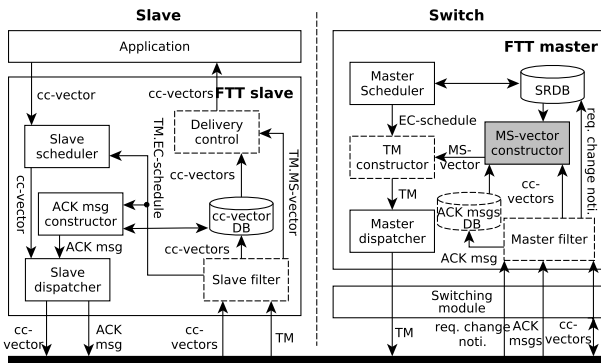 Slave
Switch
Application
FTT master
cc-vector
cc-vectors
FTT slave
Master
Scheduler
SRDB
Delivery
control
Slave
scheduler
TM.EC-schedule
TM.MS-vector
EC-schedule
req. change noti.
TM
constructor
MS-
vector
MS-vector
constructor
cc-vectors
cc-vector
ACK msg
constructor
cc-vector
DB
TM
ACK msgs
DB
cc-
vectors
ACK msg
cc-vectors
Master
dispatcher
Master filter
ACK msg
Slave
dispatcher
Slave filter
Switching
module
cc-
vector
ACK
msg
cc-
vectors
TM
TM
req. change
noti.
ACK
msgs
cc-
vectors